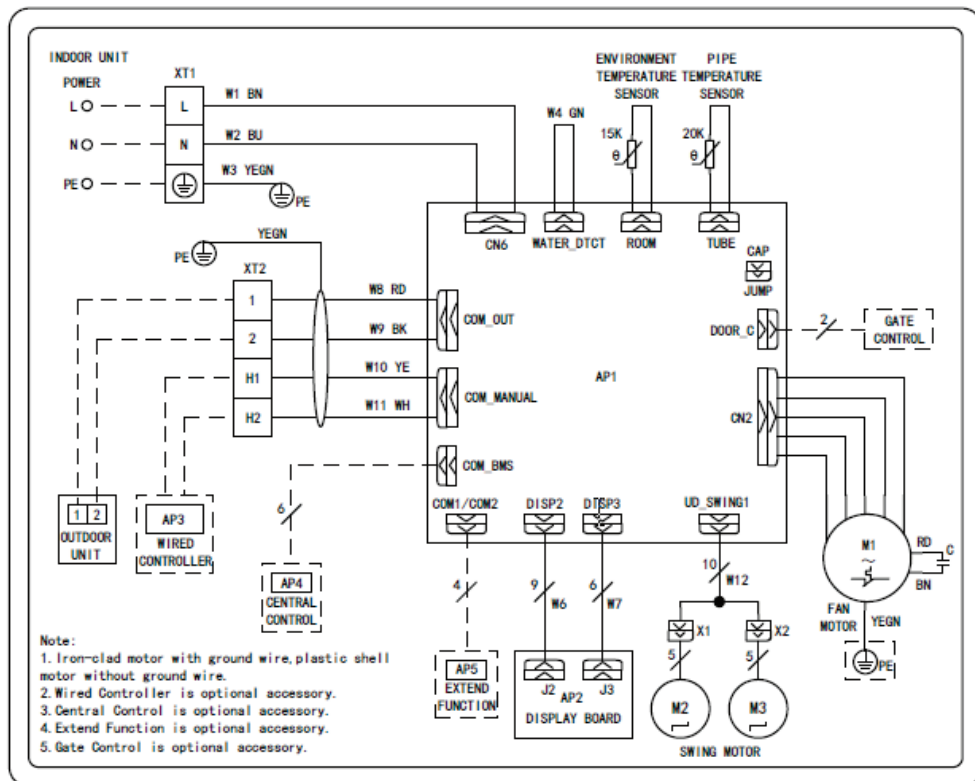 INDOOR UNIT
POWER
XT1
L
L
W1 BN
N
N
W2 BU
PE
W3 YEGN
PE
ENVIRONMENT
TEMPERATURE
SENSOR
PIPE
TEMPERATURE
SENSOR
W4 GN
15K
θ
20K
θ
CN6
WATER_DTCT
ROOM
TUBE
YEGN
PE
XT2
1
W8 RD
COM_OUT
2
W9 BK
H1
W10 YE
COM_MANUAL
H2
W11 WH
CAP
JUMP
DOOR_C
2
GATE
CONTROL
AP1
CN2
COM_BMS
6
COM1/COM2
DISP2
DISP3
UD_SWING1
1 2
OUTDOOR
UNIT
AP3
WIRED
CONTROLLER
AP4
CENTRAL
CONTROL
4
9
W6
6
W7
10
W12
M1
~
RD
C
BN
FAN
MOTOR
YEGN
PE
X1
X2
5
5
AP5
EXTEND
FUNCTION
J2
J3
AP2
DISPLAY BOARD
M2
M3
SWING MOTOR
Note:
1. Iron-clad motor with ground wire, plastic shell
motor without ground wire.
2. Wired Controller is optional accessory.
3. Central Control is optional accessory.
4. Extend Function is optional accessory.
5. Gate Control is optional accessory.